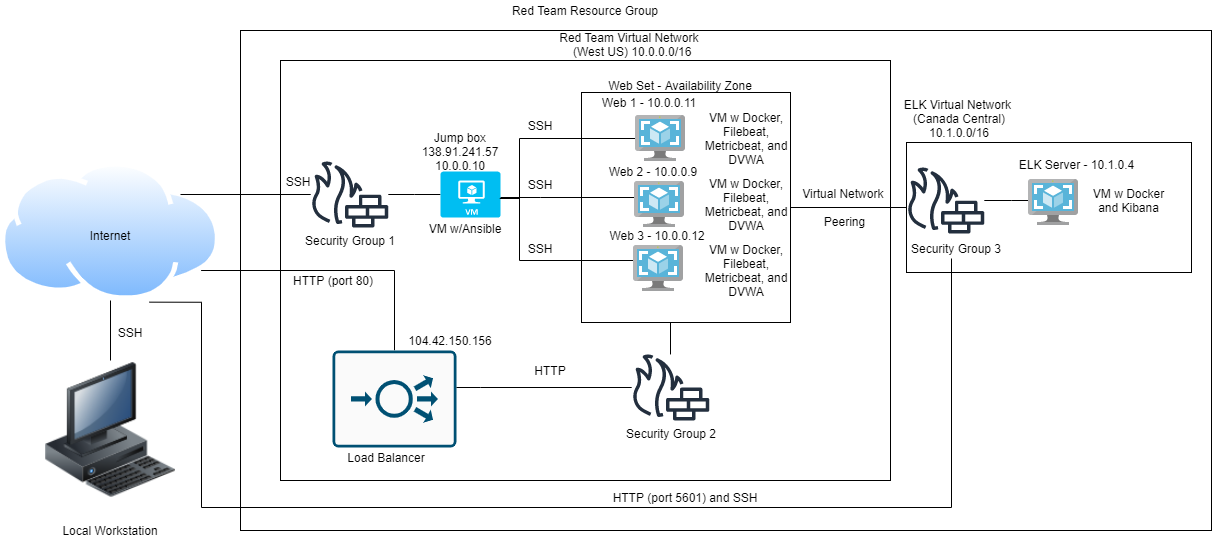 Red Team Resource Group
Red Team Virtual Network
(West US) 10.0.0.0/16
Web Set - Availability Zone
Web 1 - 10.0.0.11
VM w Docker,
Filebeat,
Metricbeat, and
DVWA
Web 2 - 10.0.0.9
VM w Docker,
Filebeat,
Metricbeat, and
DVWA
Web 3 - 10.0.0.12
VM w Docker,
Filebeat,
Metricbeat, and
DVWA
SSH
SSH
SSH
Jump box
138.91.241.57
10.0.0.10
VM
VM w/Ansible
SSH
Security Group 1
Internet
HTTP (port 80)
SSH
104.42.150.156
Load Balancer
HTTP
Security Group 2
Virtual Network
Peering
ELK Virtual Network
(Canada Central)
10.1.0.0/16
ELK Server - 10.1.0.4
VM w Docker
and Kibana
Security Group 3
HTTP (port 5601) and SSH
Local Workstation